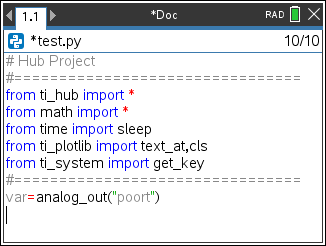 1.1 *Doc RAD
*test.py 10/10
# Hub Project
#================================
from ti_hub import *
from math import *
from time import sleep
from ti_plotlib import text_at,cls
from ti_system import get_key
#================================
var=analog_out("poort")